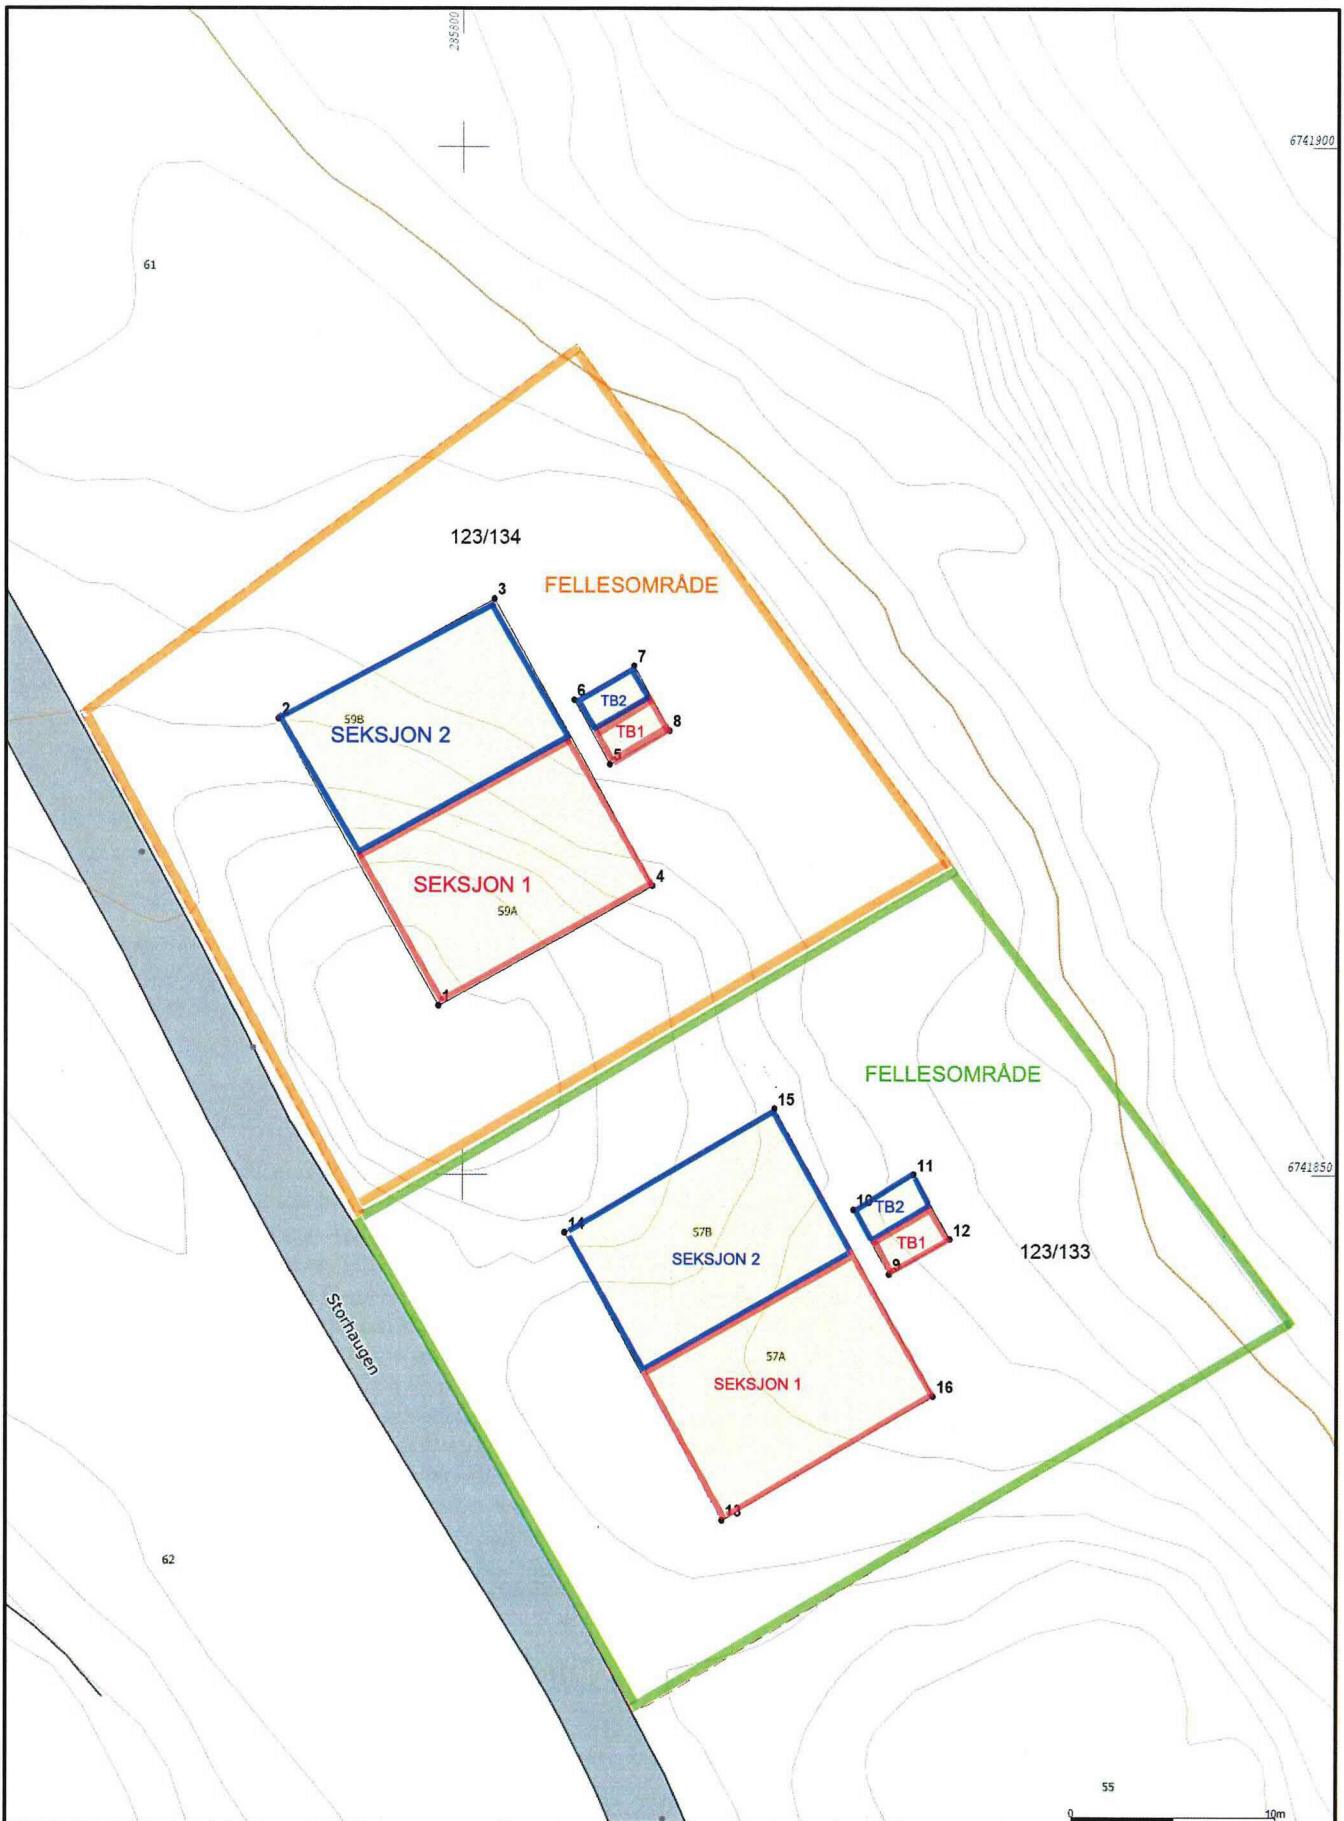 285800
6741900
61
123/134
3
FELLESOMRÅDE
7
6
TB2
2
59B
SEKSJON 2
8
TB1
5
4
SEKSJON 1
59A
1
FELLESOMRÅDE
15
6741850
11
10
TB2
14
57B
12
TB1
123/133
SEKSJON 2
9
Storhaugen
57A
SEKSJON 1
16
13
62
55
0 10m